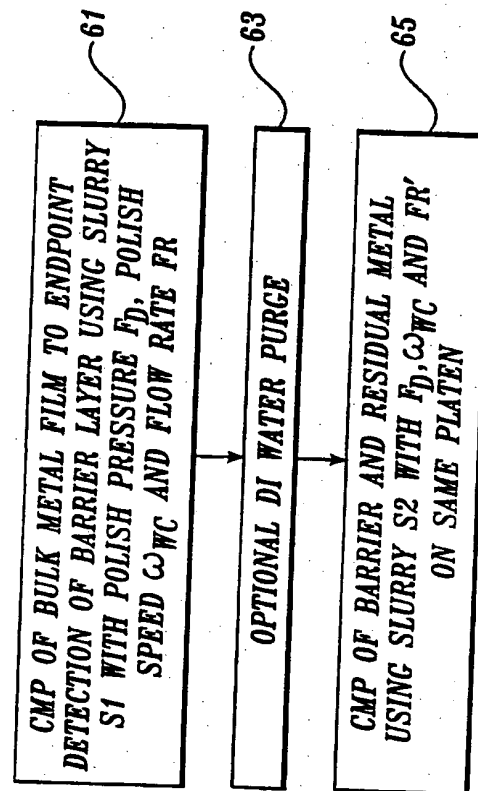 CMP OF BULK METAL FILM TO ENDPOINT
DETECTION OF BARRIER LAYER USING SLURRY
S1 WITH POLISH PRESSURE FD, POLISH
SPEED ωWC AND FLOW RATE FR
61
OPTIONAL DI WATER PURGE
63
CMP OF BARRIER AND RESIDUAL METAL
USING SLURRY S2 WITH FD, ωWC AND FR'
ON SAME PLATEN
65